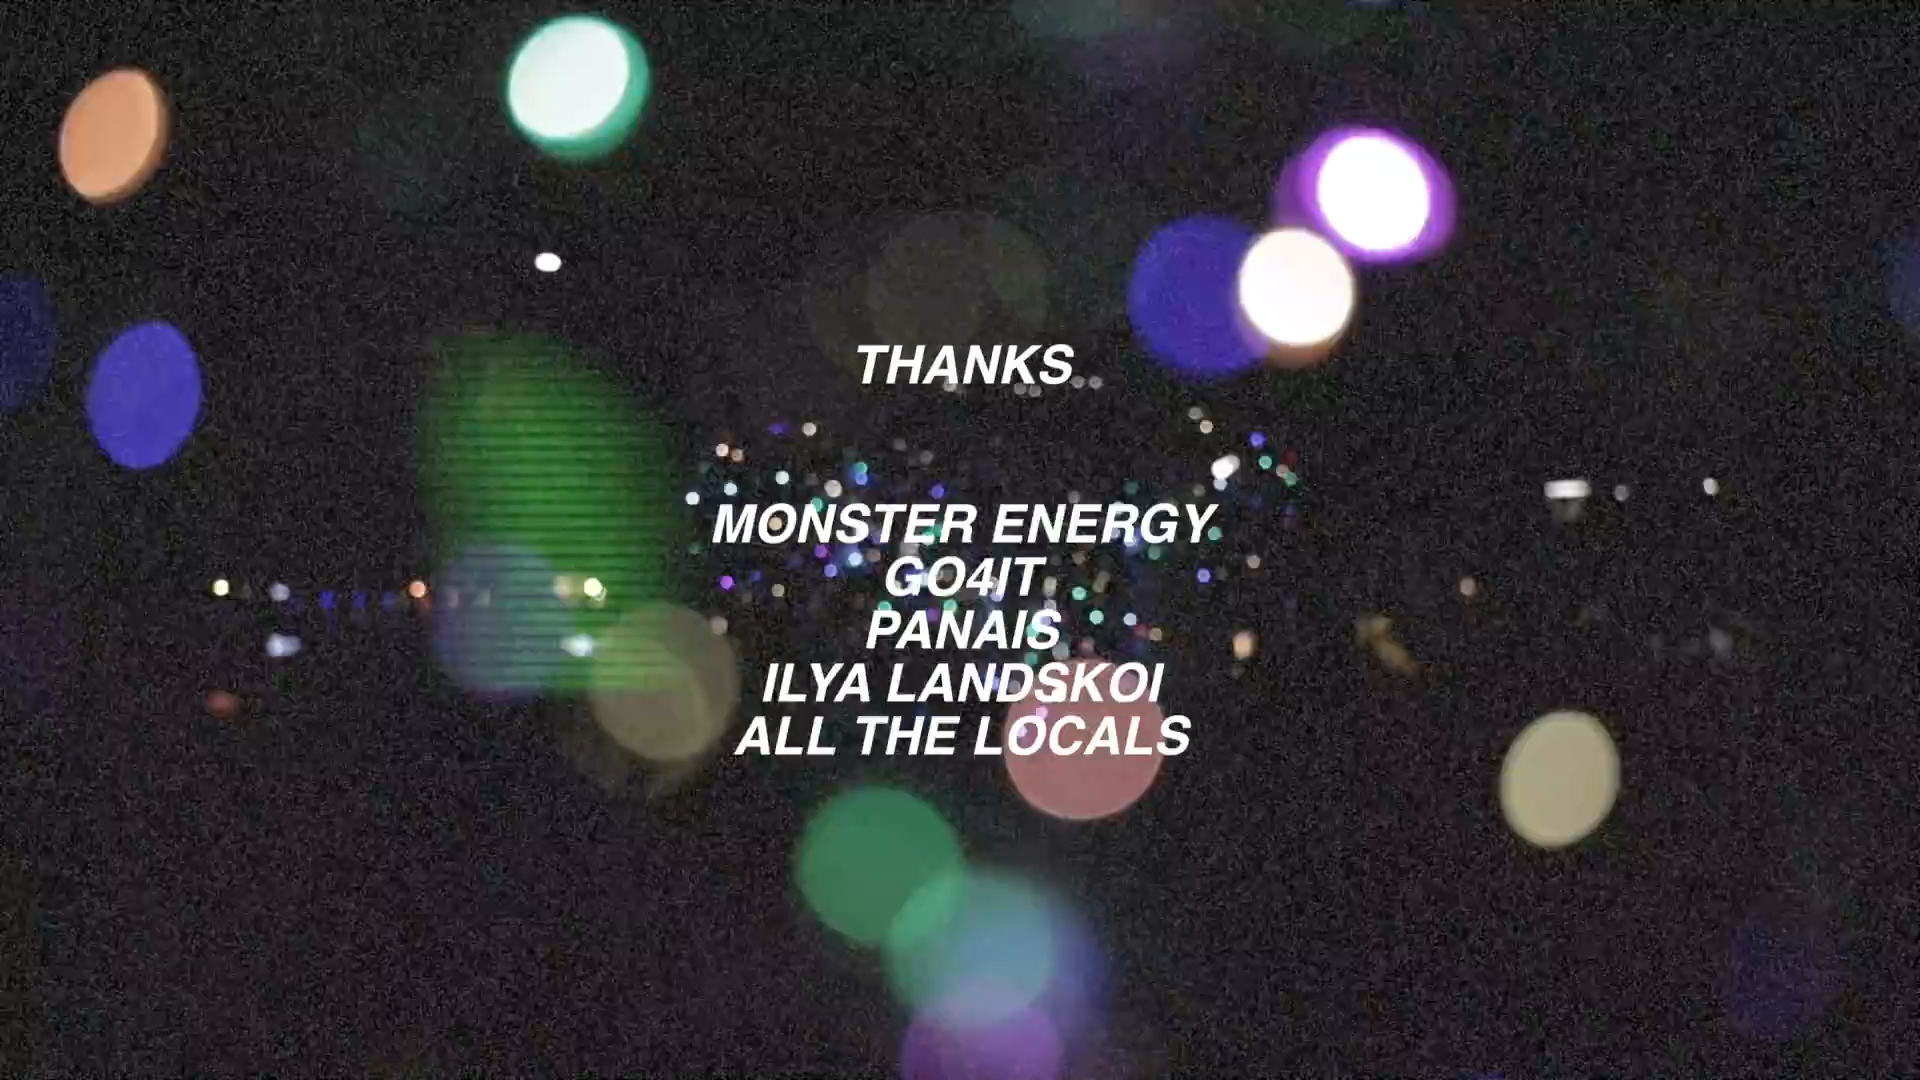 THANKS
MONSTER ENERGY
GO4IT
PANAIS
ILYA LANDSKOI
ALL THE LOCALS